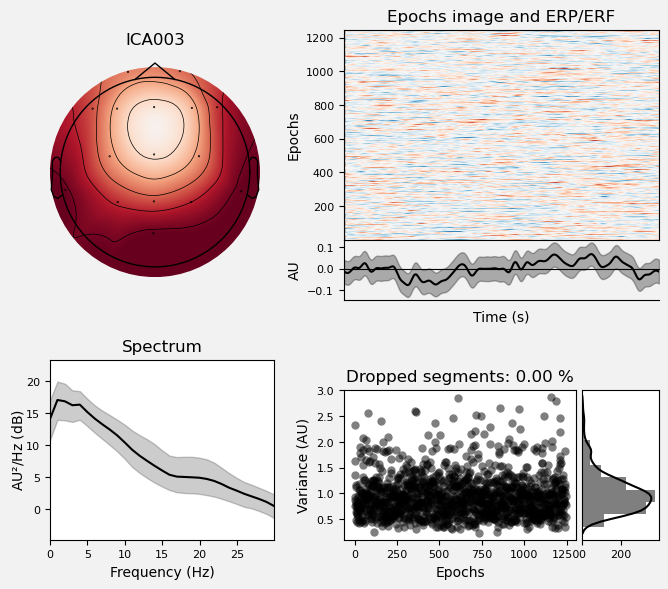 ICA003
Epochs image and ERP/ERF
1200
1000
800
600
400
200
Epochs
0.1
0.0
−0.1
AU
Time (s)
Spectrum
20
15
10
5
0
AU²/Hz (dB)
0 5 10 15 20 25
Frequency (Hz)
Dropped segments: 0.00 %
3.0
2.5
2.0
1.5
1.0
0.5
Variance (AU)
0 250 500 750 1000 1250
Epochs
0 200